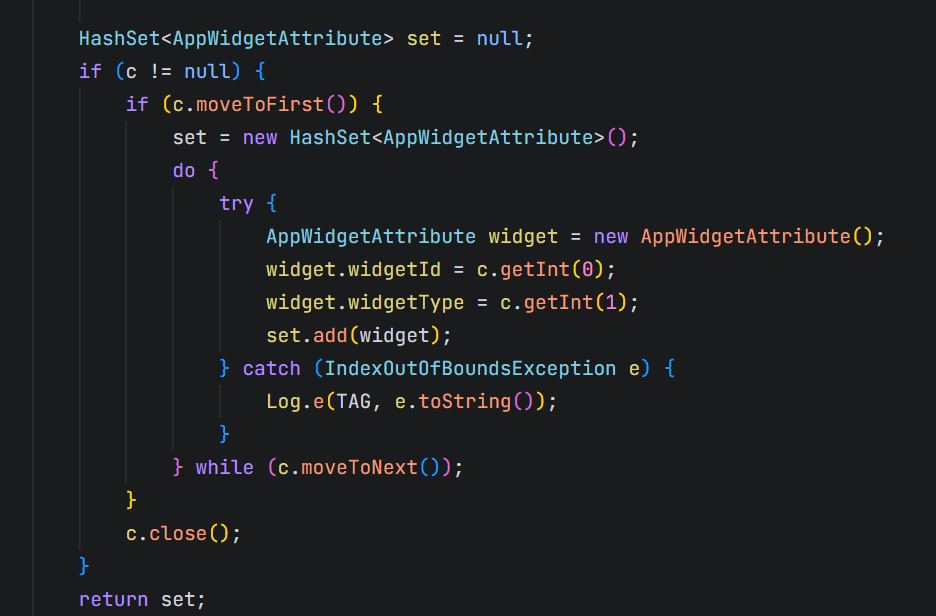 HashSet<AppWidgetAttribute> set = null;
if (c != null) {
    if (c.moveToFirst()) {
        set = new HashSet<AppWidgetAttribute>();
        do {
            try {
                AppWidgetAttribute widget = new AppWidgetAttribute();
                widget.widgetId = c.getInt(0);
                widget.widgetType = c.getInt(1);
                set.add(widget);
            } catch (IndexOutOfBoundsException e) {
                Log.e(TAG, e.toString());
            }
        } while (c.moveToNext());
    }
    c.close();
}
return set;